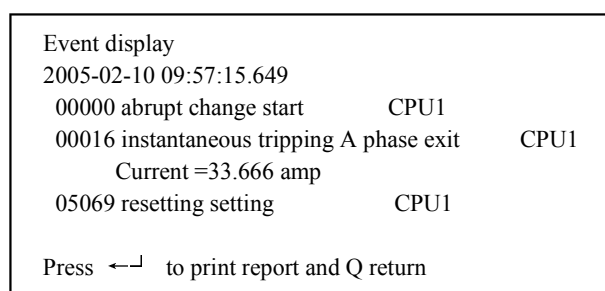 Event display
2005-02-10 09:57:15.649
00000 abrupt change start CPU1
00016 instantaneous tripping A phase exit CPU1
Current =33.666 amp
05069 resetting setting CPU1
Press ←┘ to print report and Q return